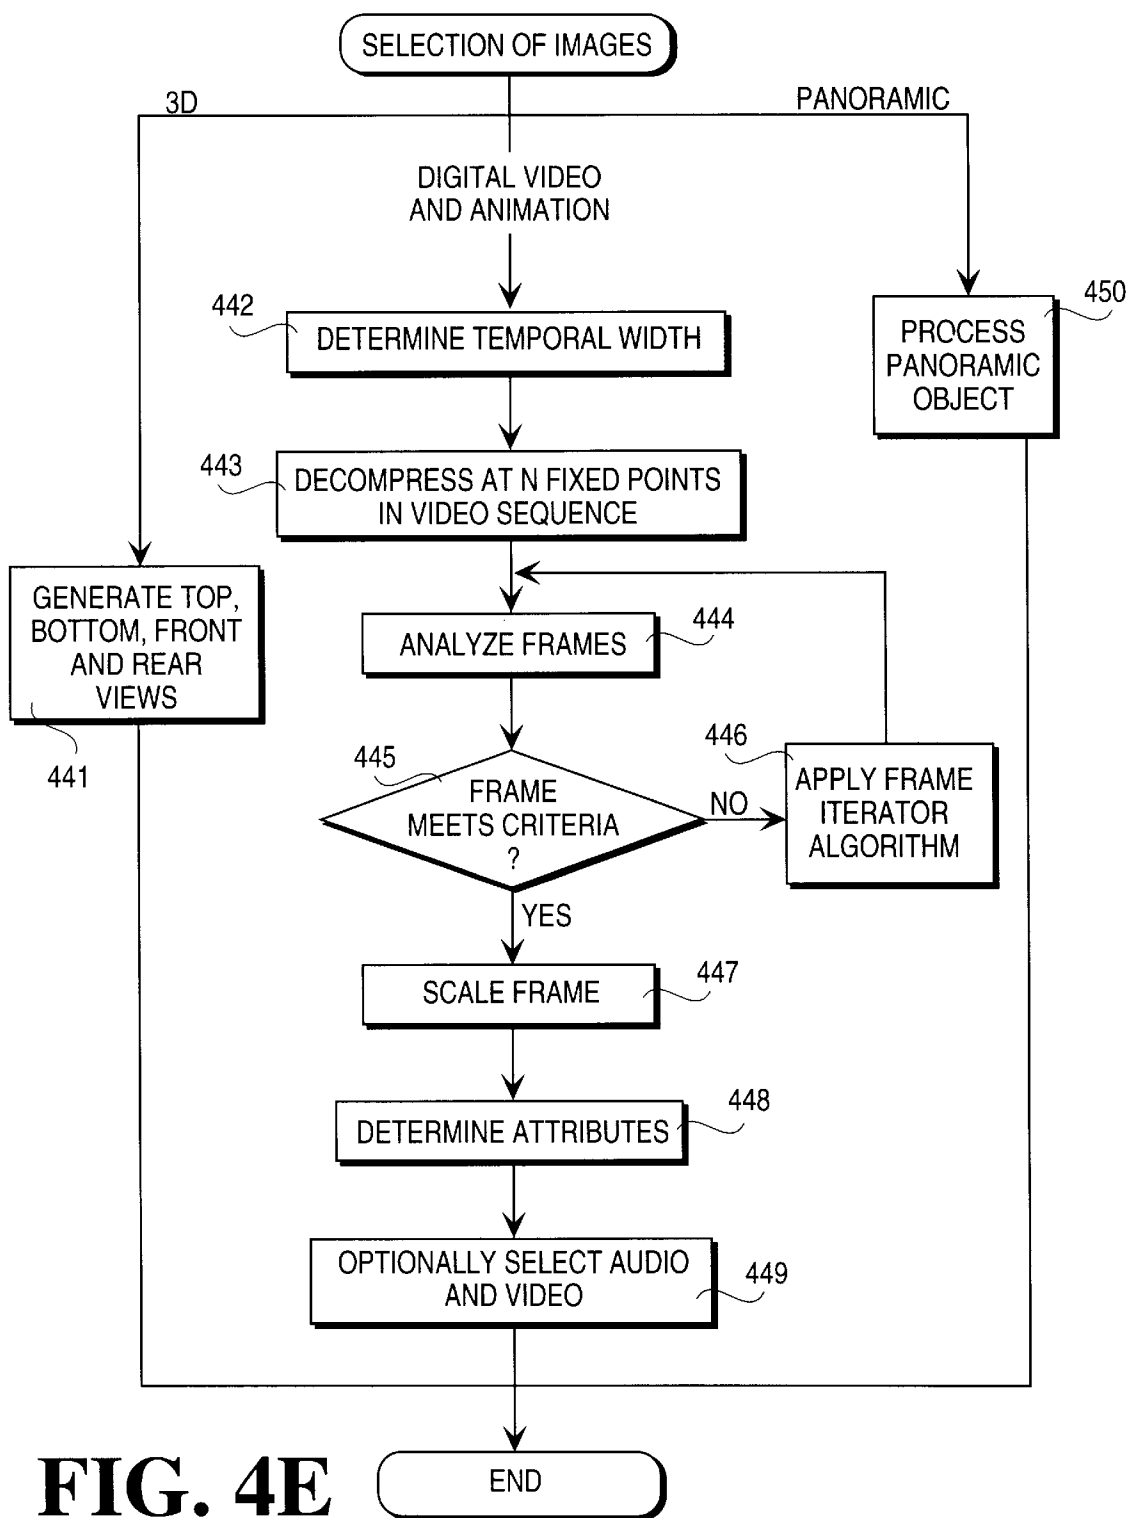 SELECTION OF IMAGES
3D
PANORAMIC
DIGITAL VIDEO
AND ANIMATION
442
DETERMINE TEMPORAL WIDTH
450
PROCESS
PANORAMIC
OBJECT
443
DECOMPRESS AT N FIXED POINTS
IN VIDEO SEQUENCE
GENERATE TOP,
BOTTOM, FRONT
AND REAR
VIEWS
441
ANALYZE FRAMES
444
445
FRAME
MEETS CRITERIA
?
NO
446
APPLY FRAME
ITERATOR
ALGORITHM
YES
SCALE FRAME
447
DETERMINE ATTRIBUTES
448
OPTIONALLY SELECT AUDIO
AND VIDEO
449
END
FIG. 4E